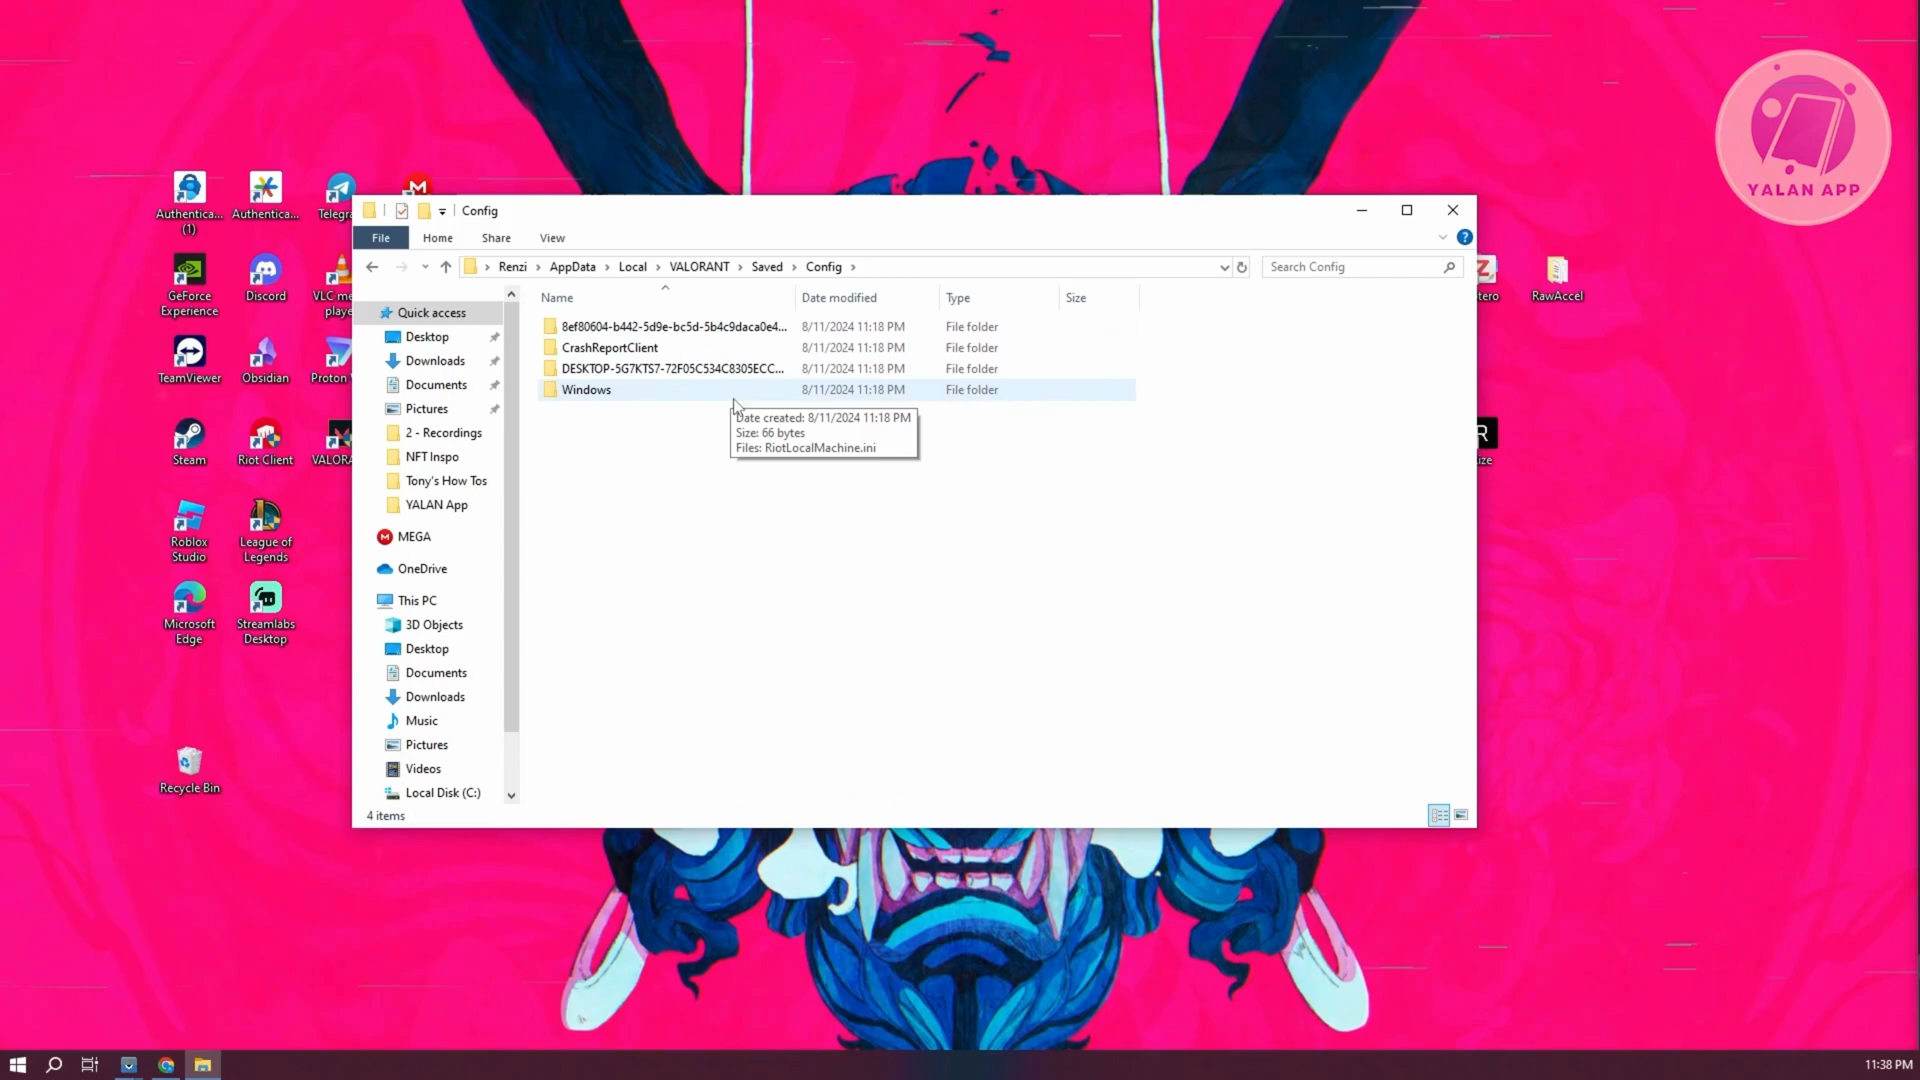 YALAN APP
Authentica... (1)
Authentica...
Telegra
GeForce Experience
Discord
VLC me
playe
TeamViewer
Obsidian
Proton V
Steam
Riot Client
VALORA
Roblox Studio
League of Legends
Microsoft Edge
Streamlabs Desktop
Recycle Bin
otero
RawAccel
ize
Config
File
Home
Share
View
Renzi
AppData
Local
VALORANT
Saved
Config
Search Config
Name
Date modified
Type
Size
8ef80604-b442-5d9e-bc5d-5b4c9daca0e4... 8/11/2024 11:18 PM File folder
CrashReportClient 8/11/2024 11:18 PM File folder
DESKTOP-5G7KTS7-72F05C534C8305ECC... 8/11/2024 11:18 PM File folder
Windows 8/11/2024 11:18 PM File folder
Date created: 8/11/2024 11:18 PM
Size: 66 bytes
Files: RiotLocalMachine.ini
Quick access
Desktop
Downloads
Documents
Pictures
2 - Recordings
NFT Inspo
Tony's How Tos
YALAN App
MEGA
OneDrive
This PC
3D Objects
Desktop
Documents
Downloads
Music
Pictures
Videos
Local Disk (C:)
4 items
11:38 PM